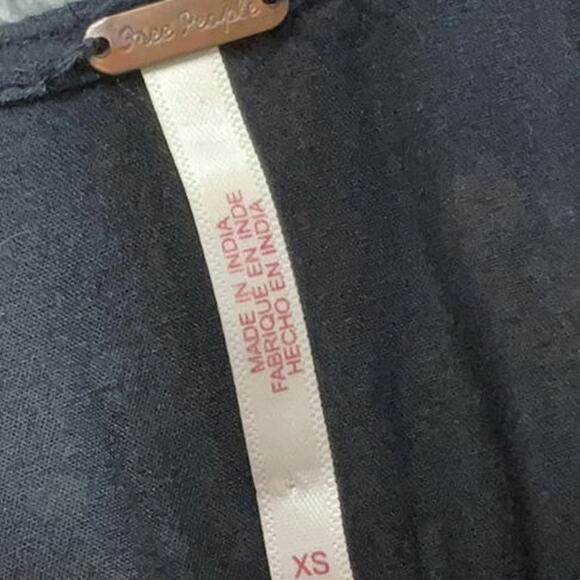 Free People
MADE IN INDIA
FABRIQUÉ EN INDE
HECHO EN INDIA
XS